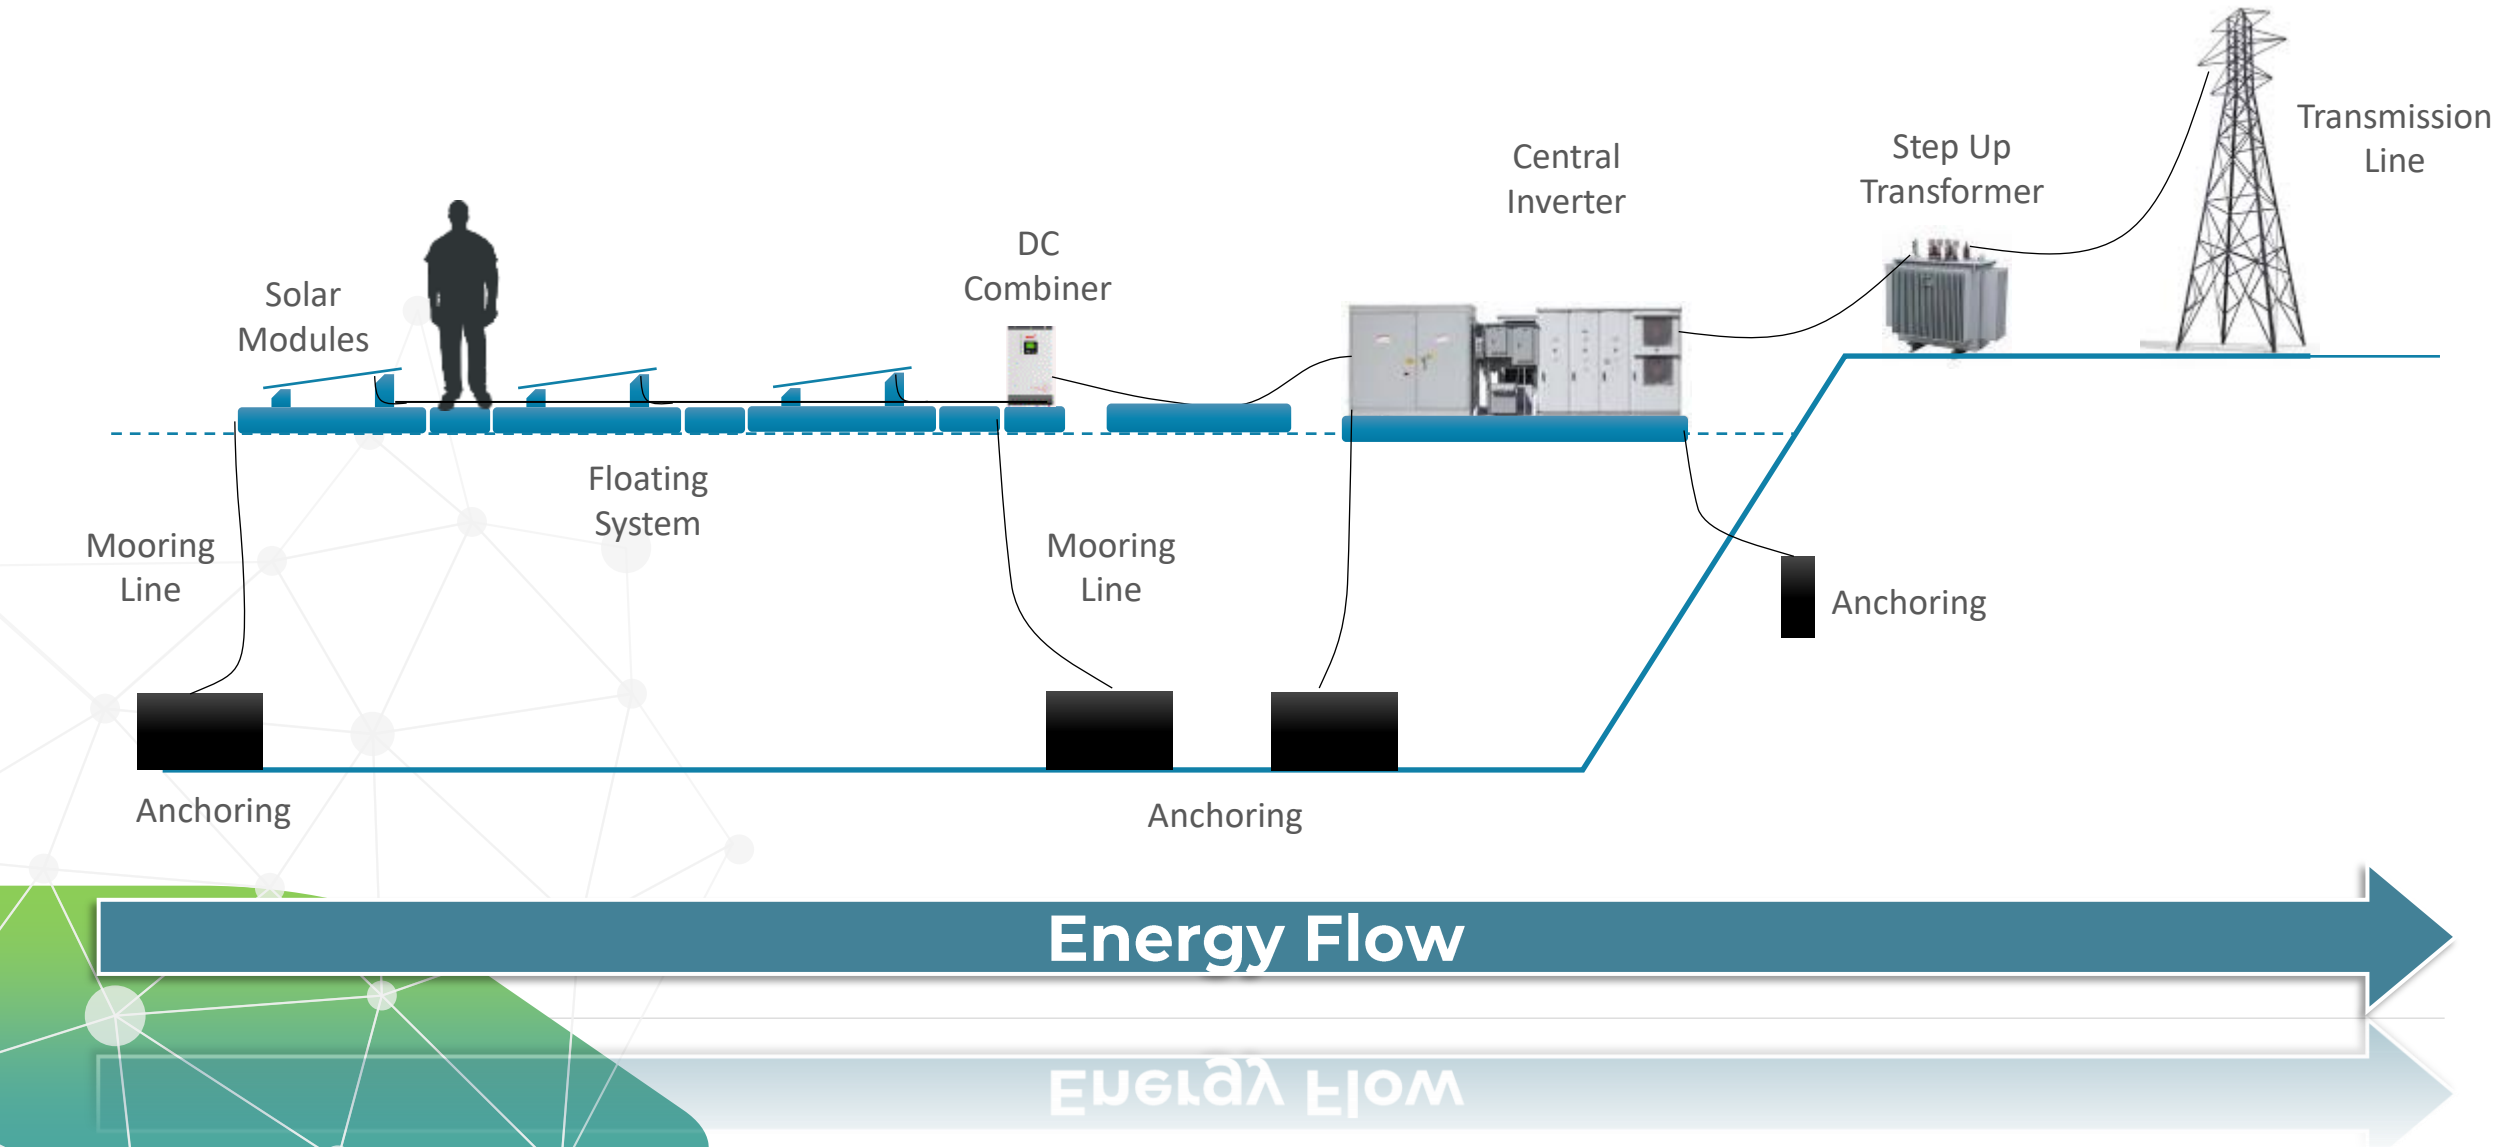 Transmission
Line
Step Up
Transformer
Central
Inverter
DC
Combiner
Solar
Modules
Floating
System
Mooring
Line
Mooring
Line
Anchoring
Anchoring
Anchoring
Energy Flow